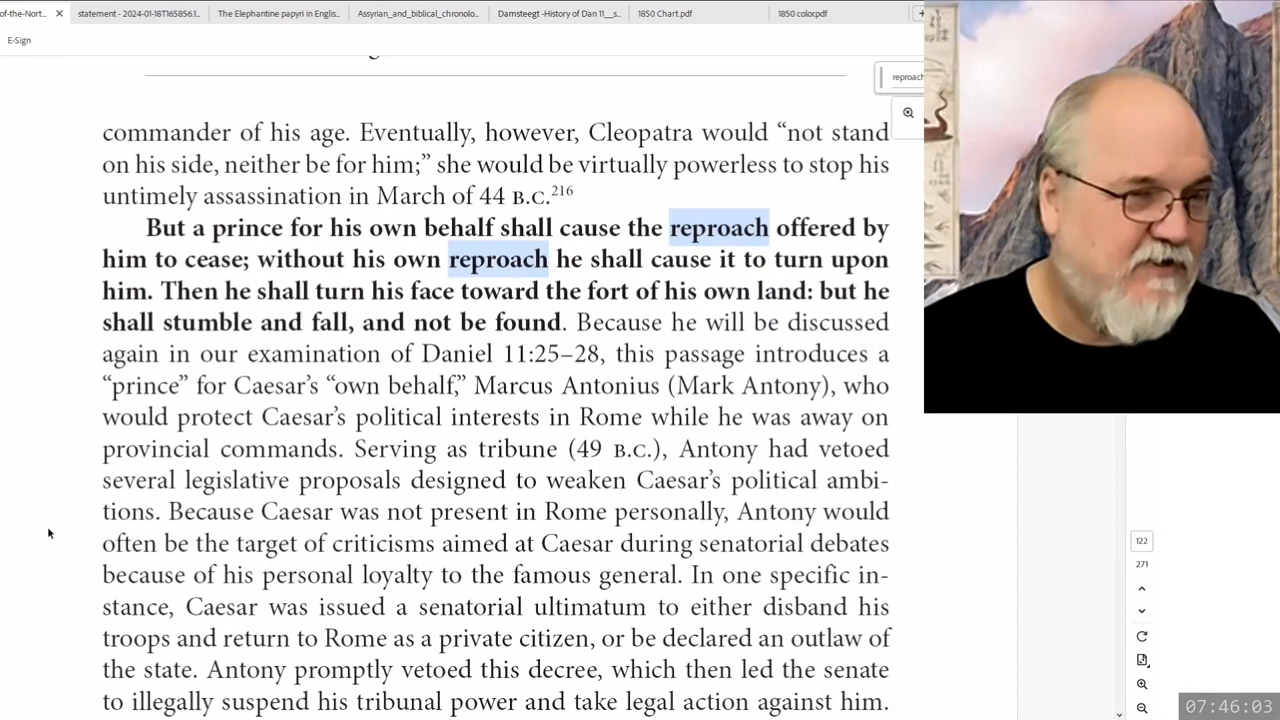 of-the-Nort...
statement - 2024-01-18T165856.1...
The Elephantine papyri in Englis...
Assyrian_and_biblical_chronolo...
Damsteegt -History of Dan 11__s...
1850 Chart.pdf
1850 color.pdf
E-Sign
reproach
commander of his age. Eventually, however, Cleopatra would “not stand
on his side, neither be for him;” she would be virtually powerless to stop his
untimely assassination in March of 44 B.C.216
But a prince for his own behalf shall cause the reproach offered by
him to cease; without his own reproach he shall cause it to turn upon
him. Then he shall turn his face toward the fort of his own land: but he
shall stumble and fall, and not be found. Because he will be discussed
again in our examination of Daniel 11:25–28, this passage introduces a
“prince” for Caesar’s “own behalf,” Marcus Antonius (Mark Antony), who
would protect Caesar’s political interests in Rome while he was away on
provincial commands. Serving as tribune (49 B.C.), Antony had vetoed
several legislative proposals designed to weaken Caesar’s political ambi-
tions. Because Caesar was not present in Rome personally, Antony would
often be the target of criticisms aimed at Caesar during senatorial debates
because of his personal loyalty to the famous general. In one specific in-
stance, Caesar was issued a senatorial ultimatum to either disband his
troops and return to Rome as a private citizen, or be declared an outlaw of
the state. Antony promptly vetoed this decree, which then led the senate
to illegally suspend his tribunal power and take legal action against him.
122
271
07:46:03